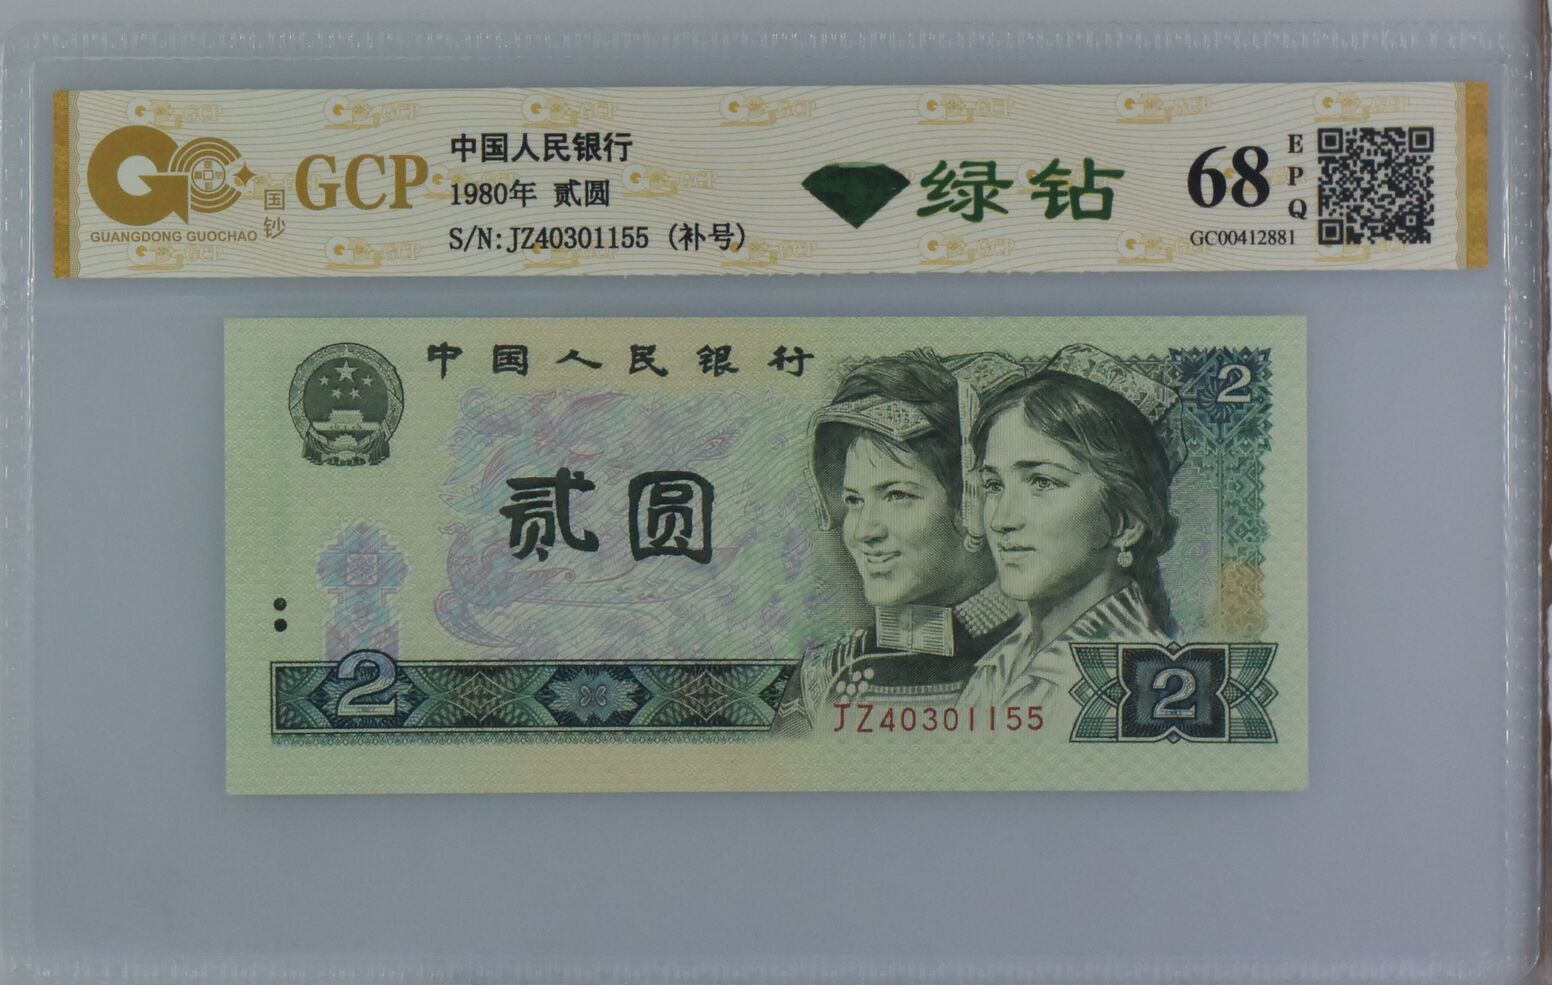 GUANGDONG GUOCHAO
国钞
GCP
中国人民银行
1980年 贰圆
S/N:JZ40301155 (补号)
绿钻
68
EPQ
GC00412881
中国人民银行
2
贰圆
2
JZ40301155
2